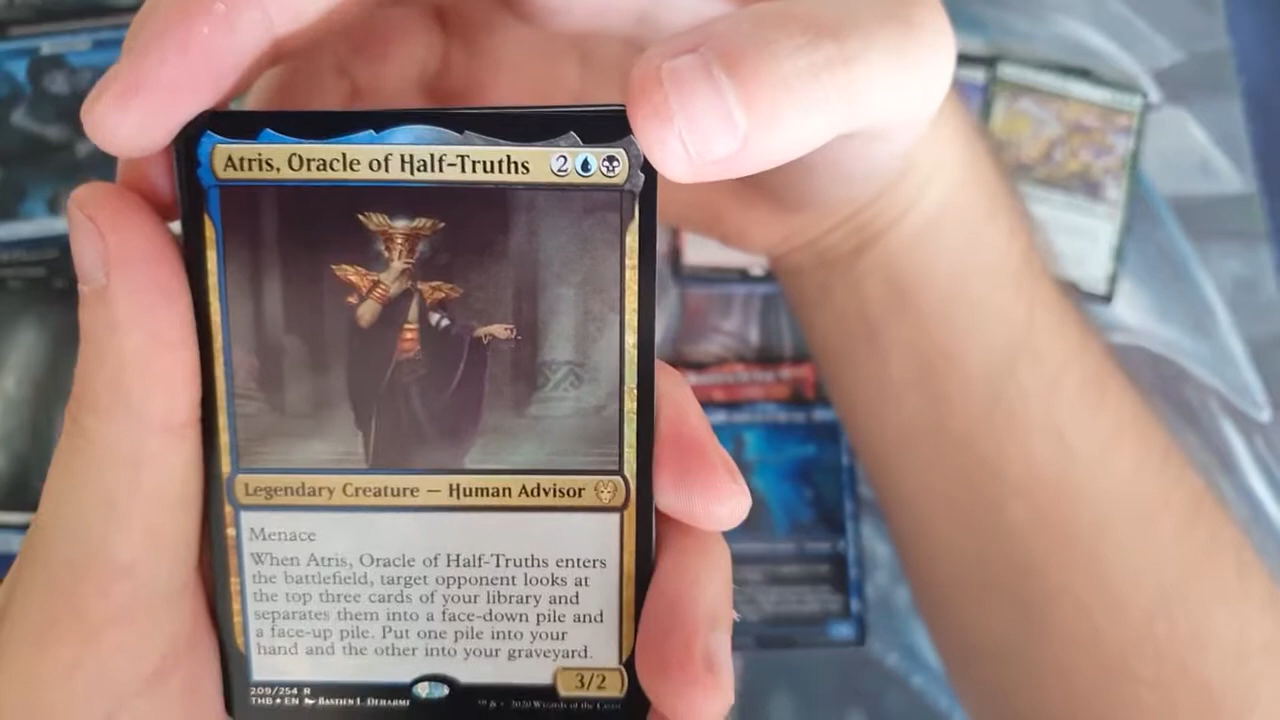 Atris, Oracle of Half-Truths 2
Legendary Creature — Human Advisor
Menace
When Atris, Oracle of Half-Truths enters
the battlefield, target opponent looks at
the top three cards of your library and
separates them into a face-down pile and
a face-up pile. Put one pile into your
hand and the other into your graveyard.
3/2
209/254 R
THB ★ EN Bastien L. Deharme
2020 Wizards of the Coast